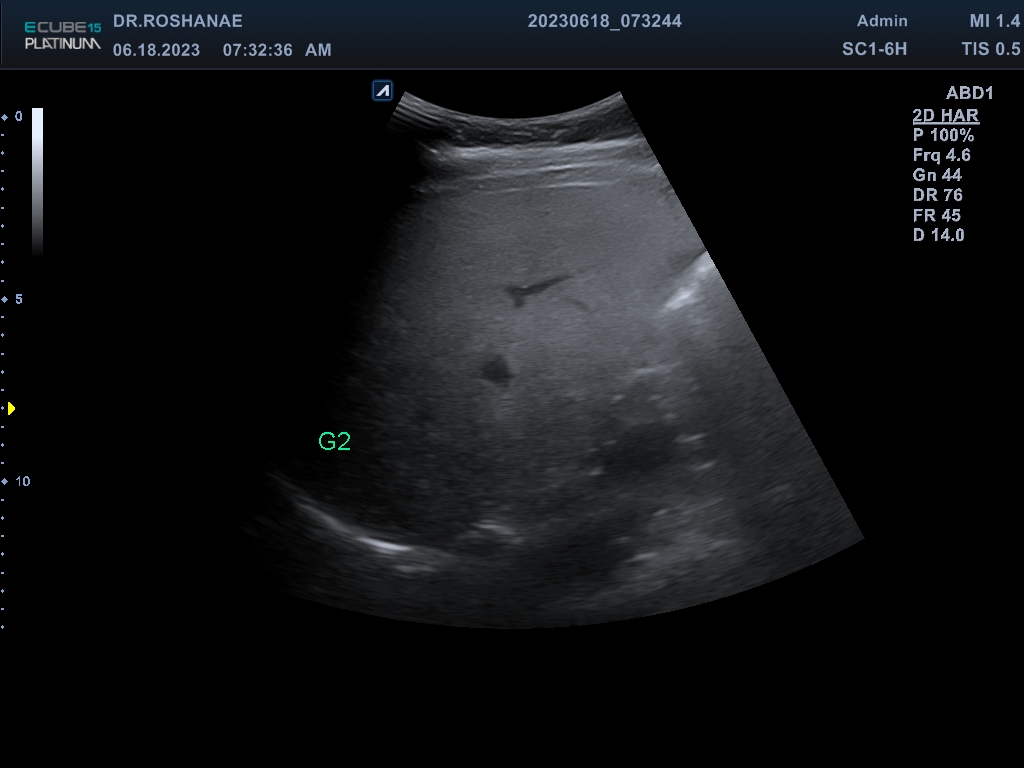 ECUBE15
PLATINUM
DR.ROSHANAE
20230618_073244
Admin
MI 1.4
06.18.2023 07:32:36 AM
SC1-6H
TIS 0.5
ABD1
2D HAR
P 100%
Frq 4.6
Gn 44
DR 76
FR 45
D 14.0
0
5
G2
10